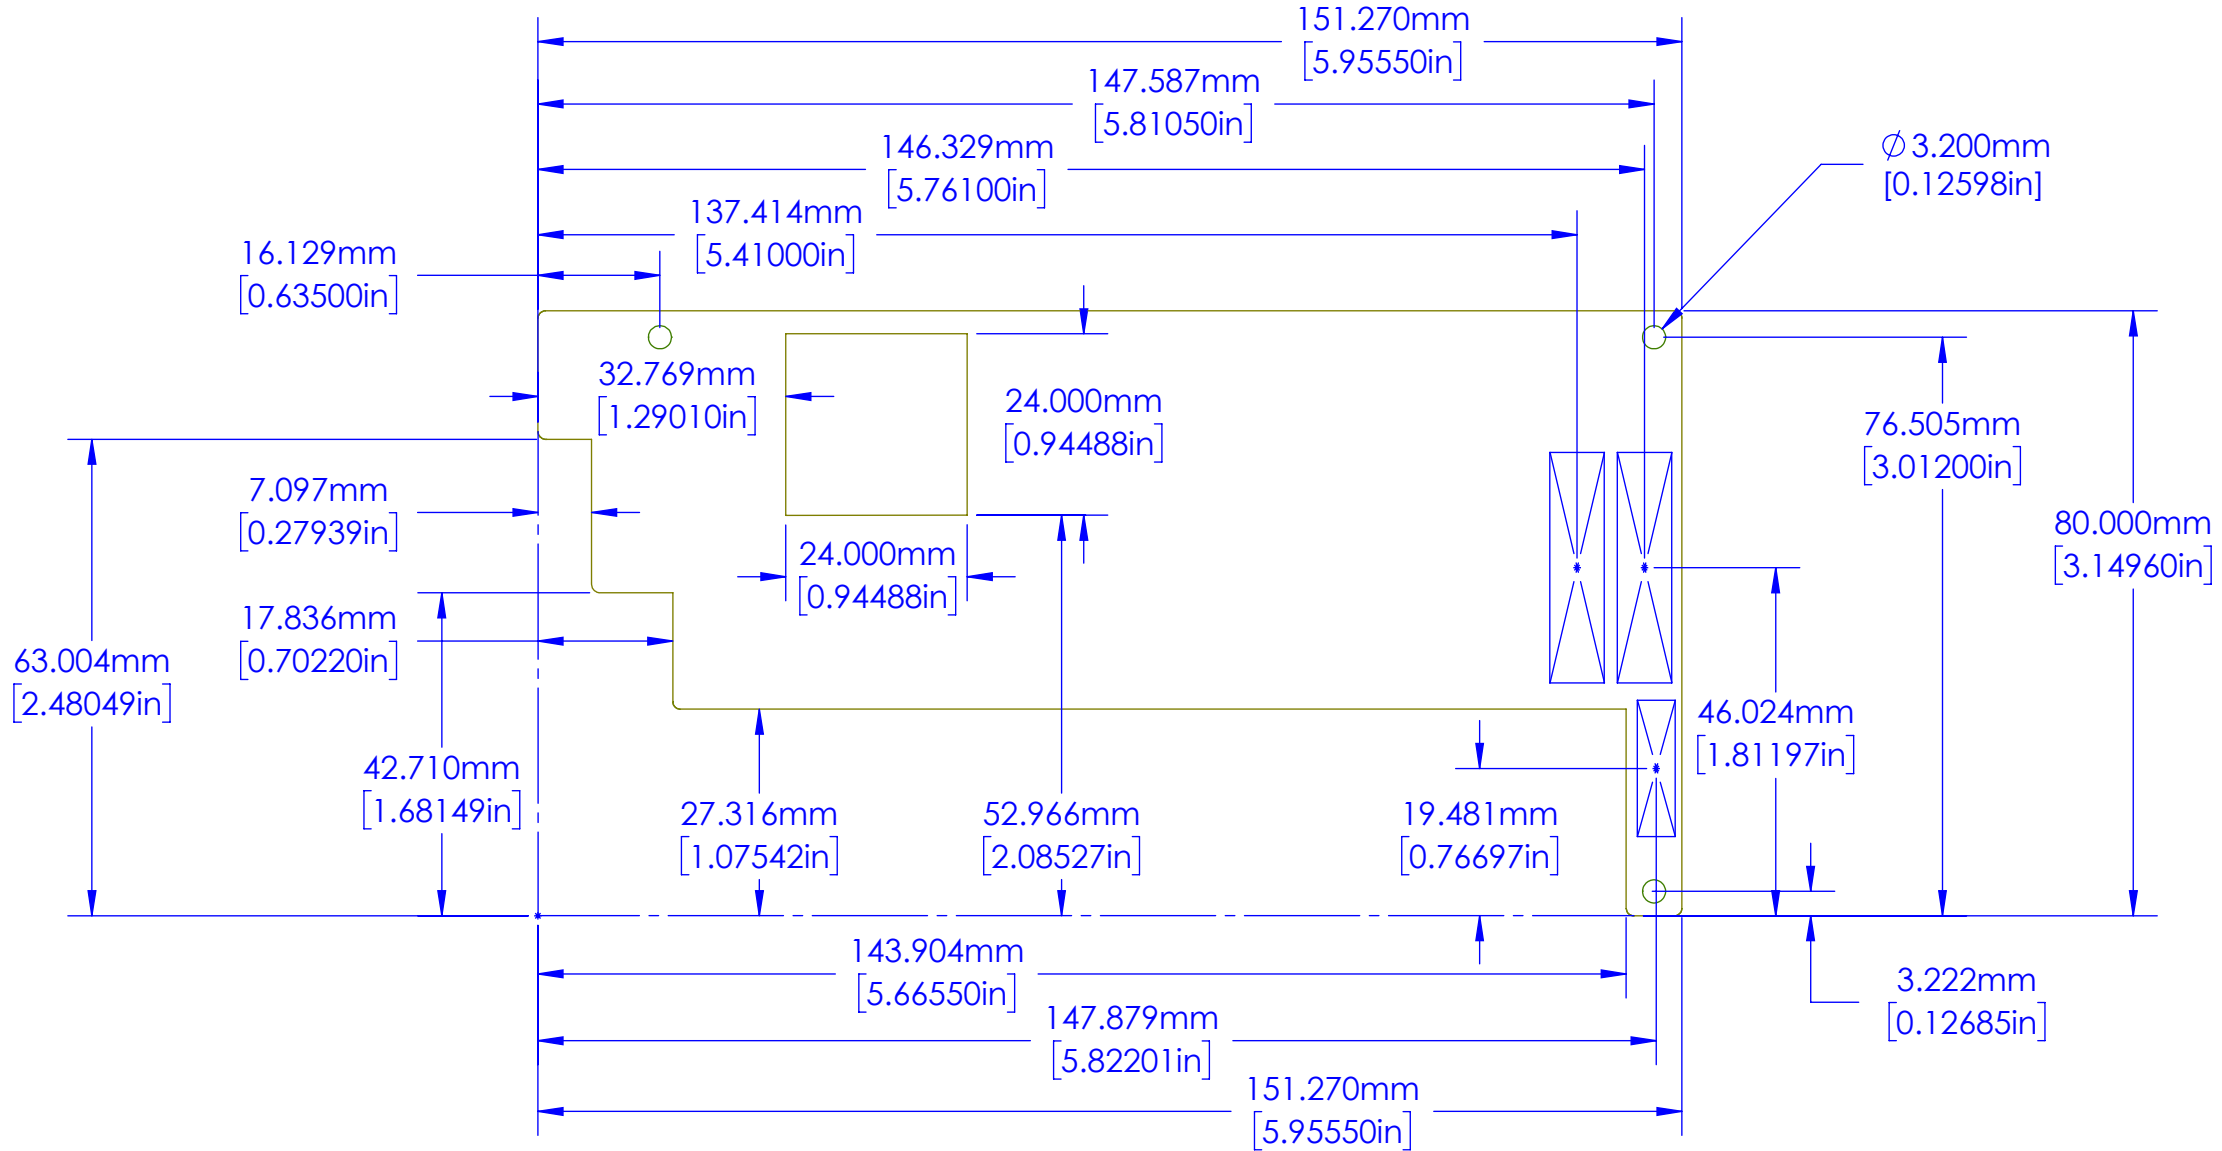 151.270mm
[5.95550in]
147.587mm
[5.81050in]
146.329mm
[5.76100in]
⌀3.200mm
[0.12598in]
137.414mm
[5.41000in]
16.129mm
[0.63500in]
32.769mm
[1.29010in]
24.000mm
[0.94488in]
76.505mm
[3.01200in]
7.097mm
[0.27939in]
80.000mm
[3.14960in]
24.000mm
[0.94488in]
17.836mm
[0.70220in]
63.004mm
[2.48049in]
46.024mm
[1.81197in]
42.710mm
[1.68149in]
27.316mm
[1.07542in]
52.966mm
[2.08527in]
19.481mm
[0.76697in]
143.904mm
[5.66550in]
3.222mm
[0.12685in]
147.879mm
[5.82201in]
151.270mm
[5.95550in]